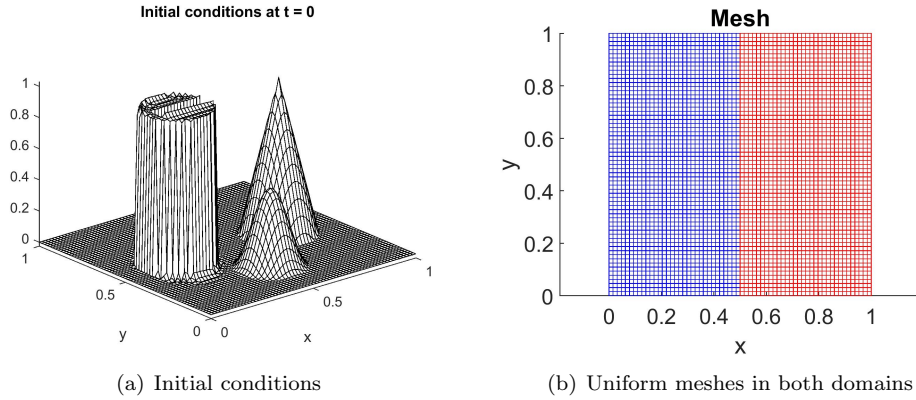 Initial conditions at t = 0
1
0.8
0.6
0.4
0.2
0
1
0.5
0
y
0
0.5
1
x
(a) Initial conditions
Mesh
1
0.8
0.6
0.4
0.2
0
y
0 0.2 0.4 0.6 0.8 1
x
(b) Uniform meshes in both domains